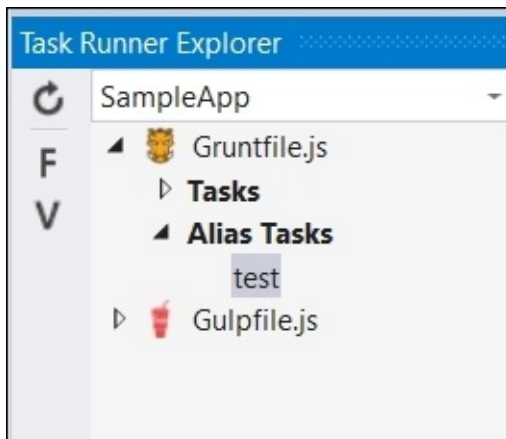 Task Runner Explorer
SampleApp
F
V
Gruntfile.js
Tasks
Alias Tasks
test
Gulpfile.js